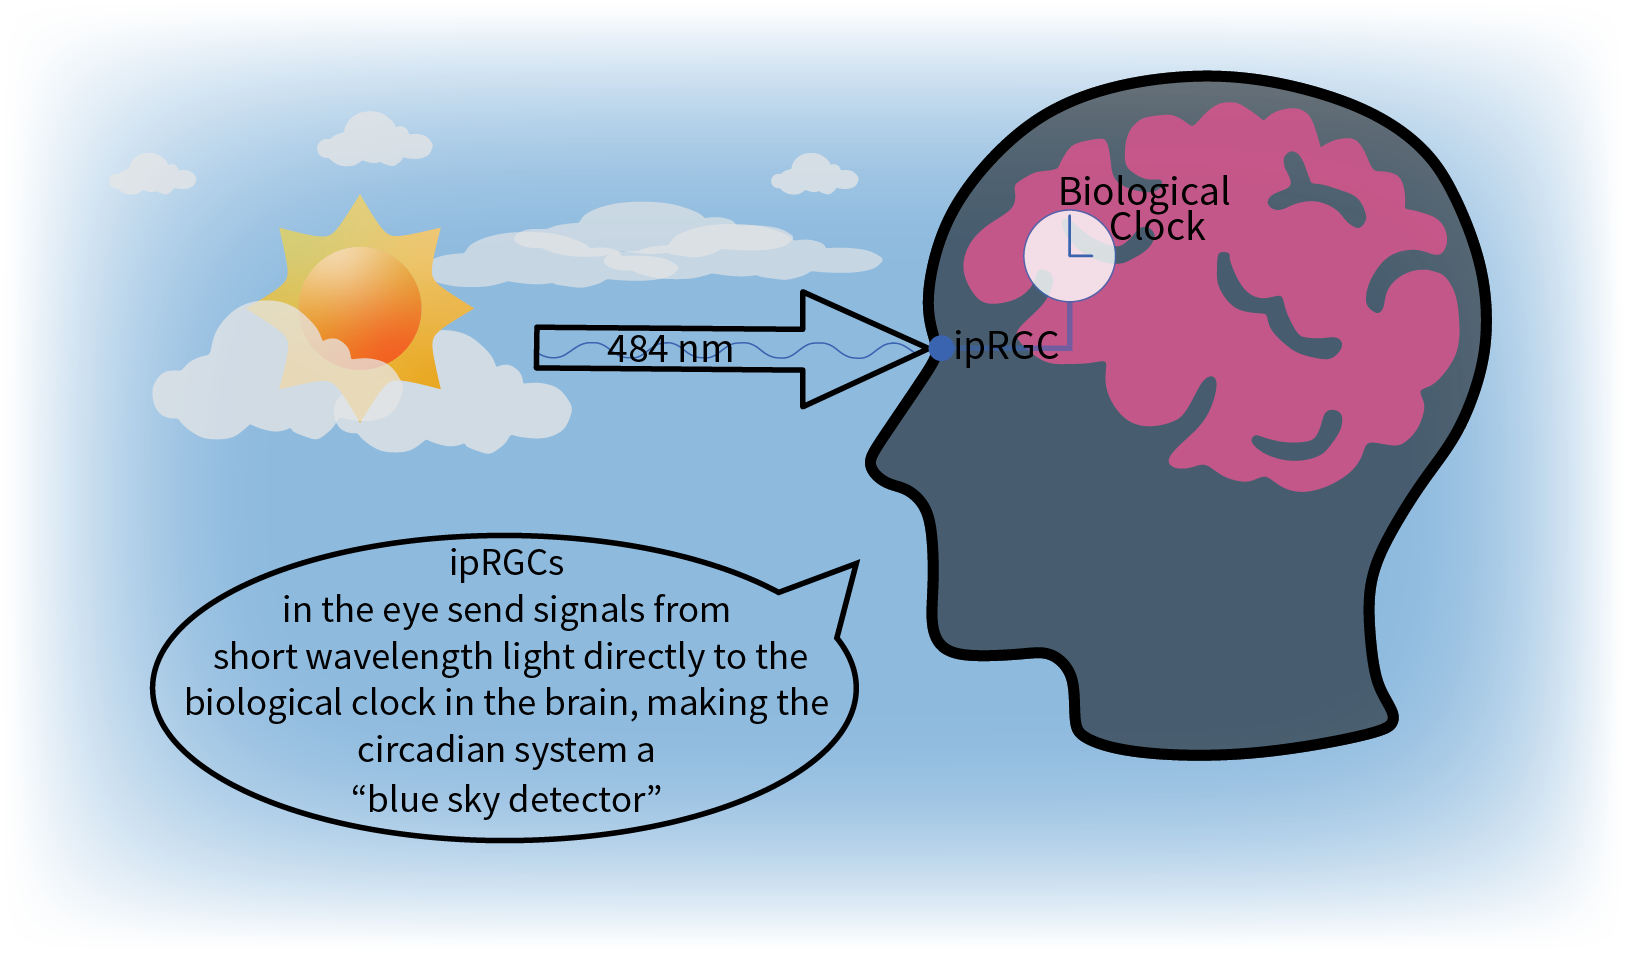 Biological
Clock
484 nm
ipRGC
ipRGCs
in the eye send signals from
short wavelength light directly to the
biological clock in the brain, making the
circadian system a
“blue sky detector”